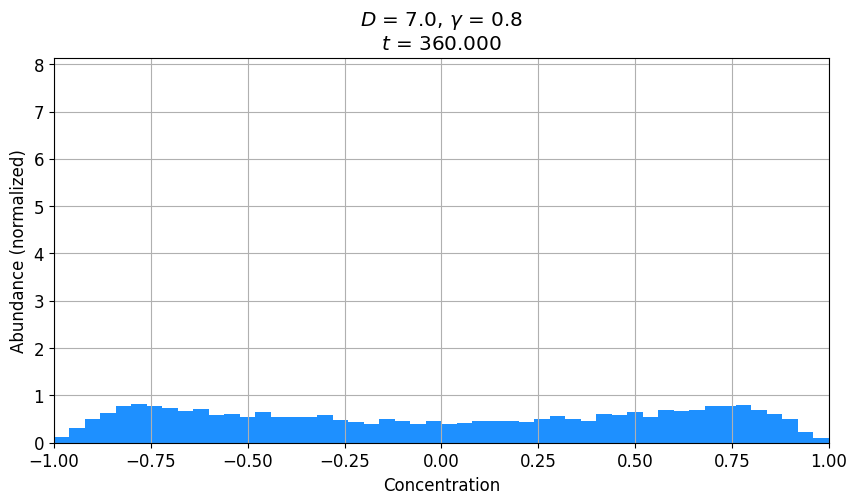 D = 7.0, γ = 0.8
t = 360.000
Abundance (normalized)
8
7
6
5
4
3
2
1
0
−1.00 −0.75 −0.50 −0.25 0.00 0.25 0.50 0.75 1.00
Concentration